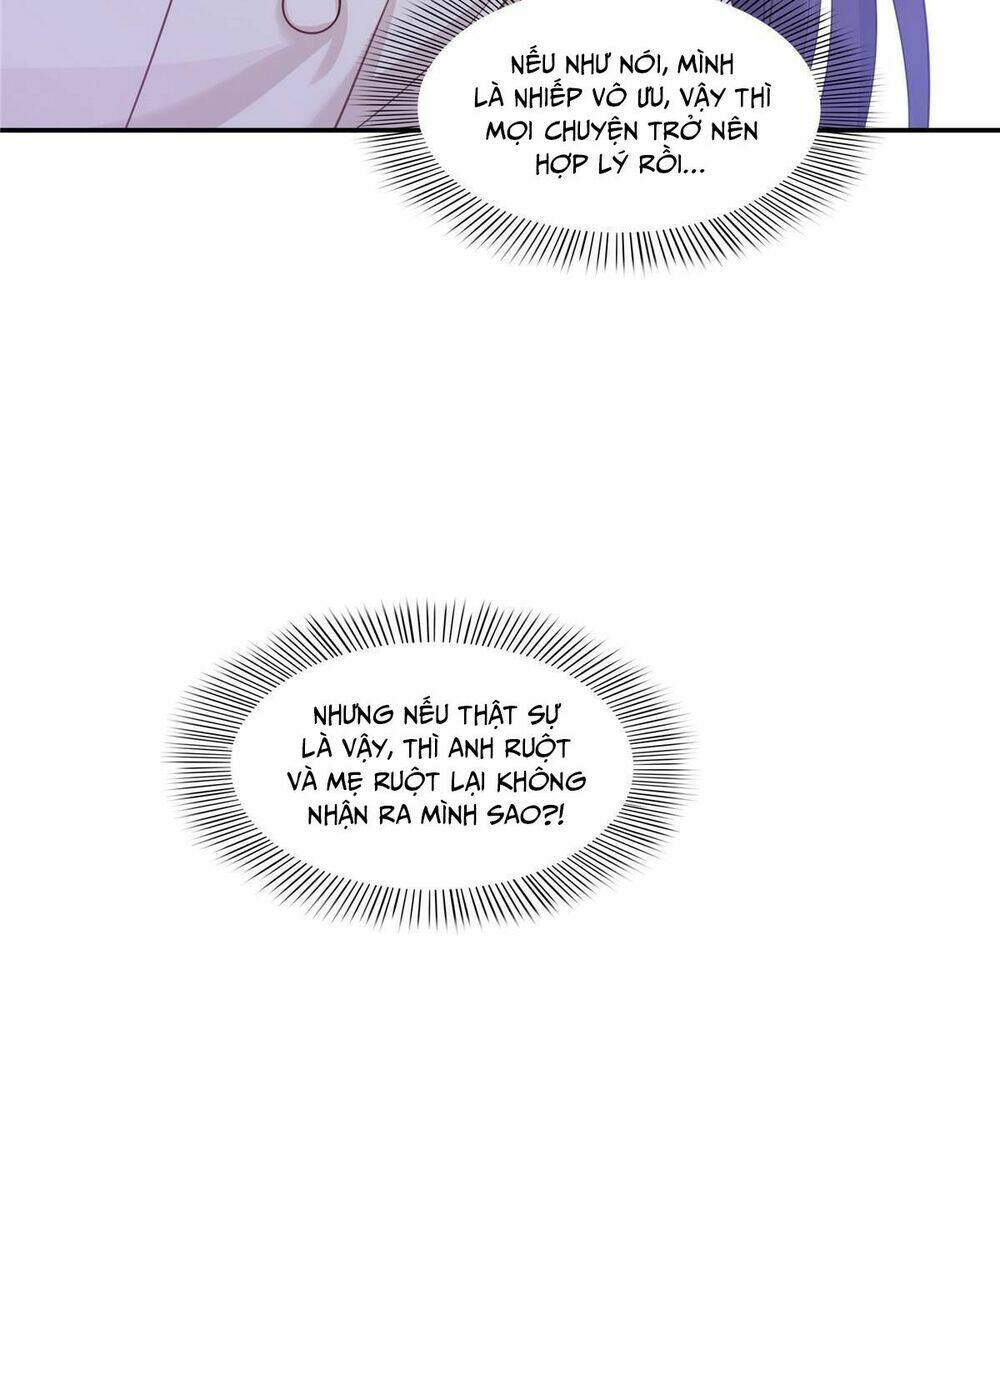 NẾU NHƯ NÓI, MÌNH
LÀ NHIẾP VÔ ƯU, VẬY THÌ
MỌI CHUYỆN TRỞ NÊN
HỢP LÝ RỒI...
NHƯNG NẾU THẬT SỰ
LÀ VẬY, THÌ ANH RUỘT
VÀ MẸ RUỘT LẠI KHÔNG
NHẬN RA MÌNH SAO?!